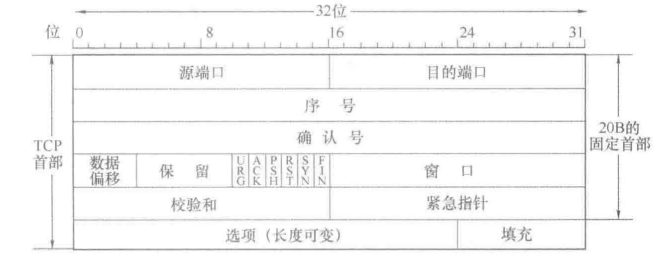 32位
位 0 8 16 24 31
源端口 目的端口
序 号
TCP首部
确 认 号
20B的固定首部
数据偏移 保 留 URG ACK PSH RST SYN FIN 窗 口
校验和 紧急指针
选项（长度可变） 填充